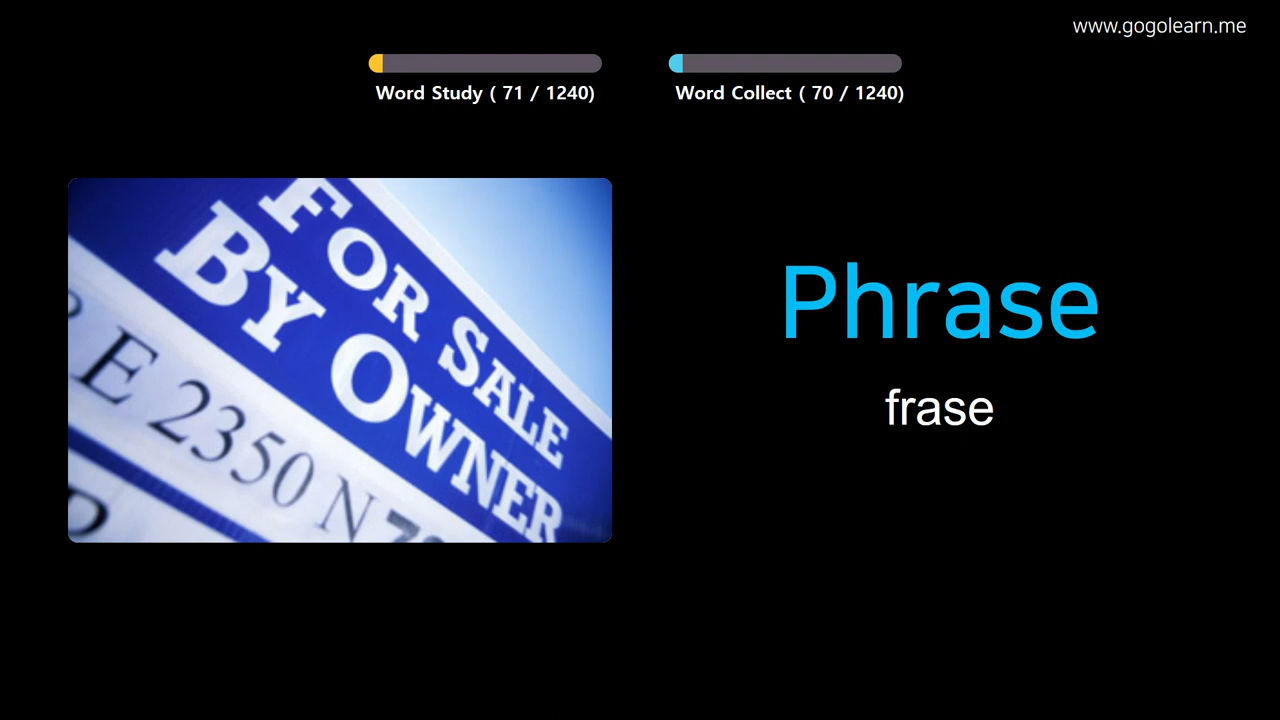 www.gogolearn.me
Word Study ( 71 / 1240)
Word Collect ( 70 / 1240)
FOR SALE
BY OWNER
E 2350 N
Phrase
frase